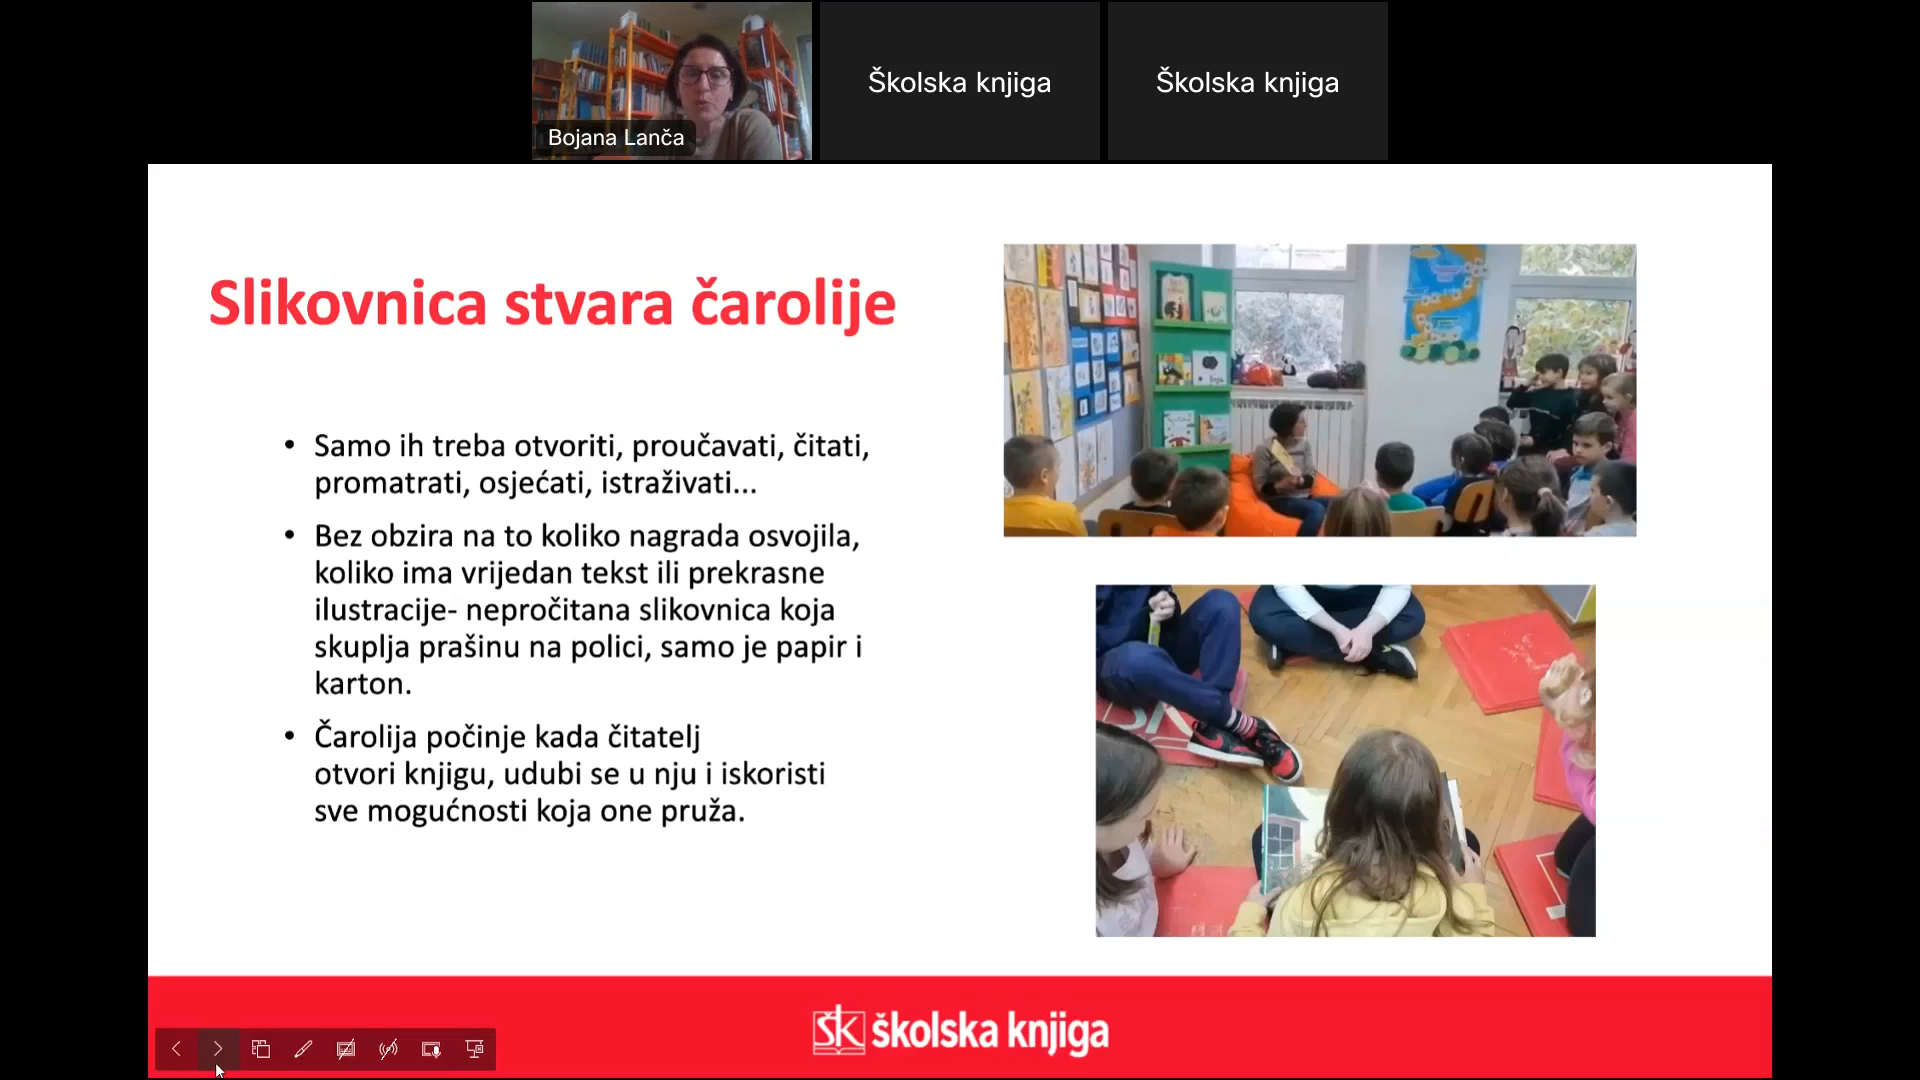 Bojana Lanča
Školska knjiga
Školska knjiga
Slikovnica stvara čarolije
• Samo ih treba otvoriti, proučavati, čitati,
promatrati, osjećati, istraživati...
• Bez obzira na to koliko nagrada osvojila,
koliko ima vrijedan tekst ili prekrasne
ilustracije- nepročitana slikovnica koja
skuplja prašinu na polici, samo je papir i
karton.
• Čarolija počinje kada čitatelj
otvori knjigu, udubi se u nju i iskoristi
sve mogućnosti koja one pruža.
ŠK školska knjiga